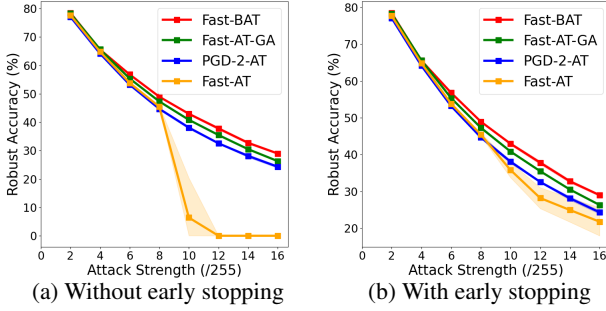 80
70
60
50
40
30
20
10
0
Robust Accuracy (%)
Fast-BAT
Fast-AT-GA
PGD-2-AT
Fast-AT
0 2 4 6 8 10 12 14 16
Attack Strength (/255)
(a) Without early stopping
80
70
60
50
40
30
20
Robust Accuracy (%)
Fast-BAT
Fast-AT-GA
PGD-2-AT
Fast-AT
0 2 4 6 8 10 12 14 16
Attack Strength (/255)
(b) With early stopping